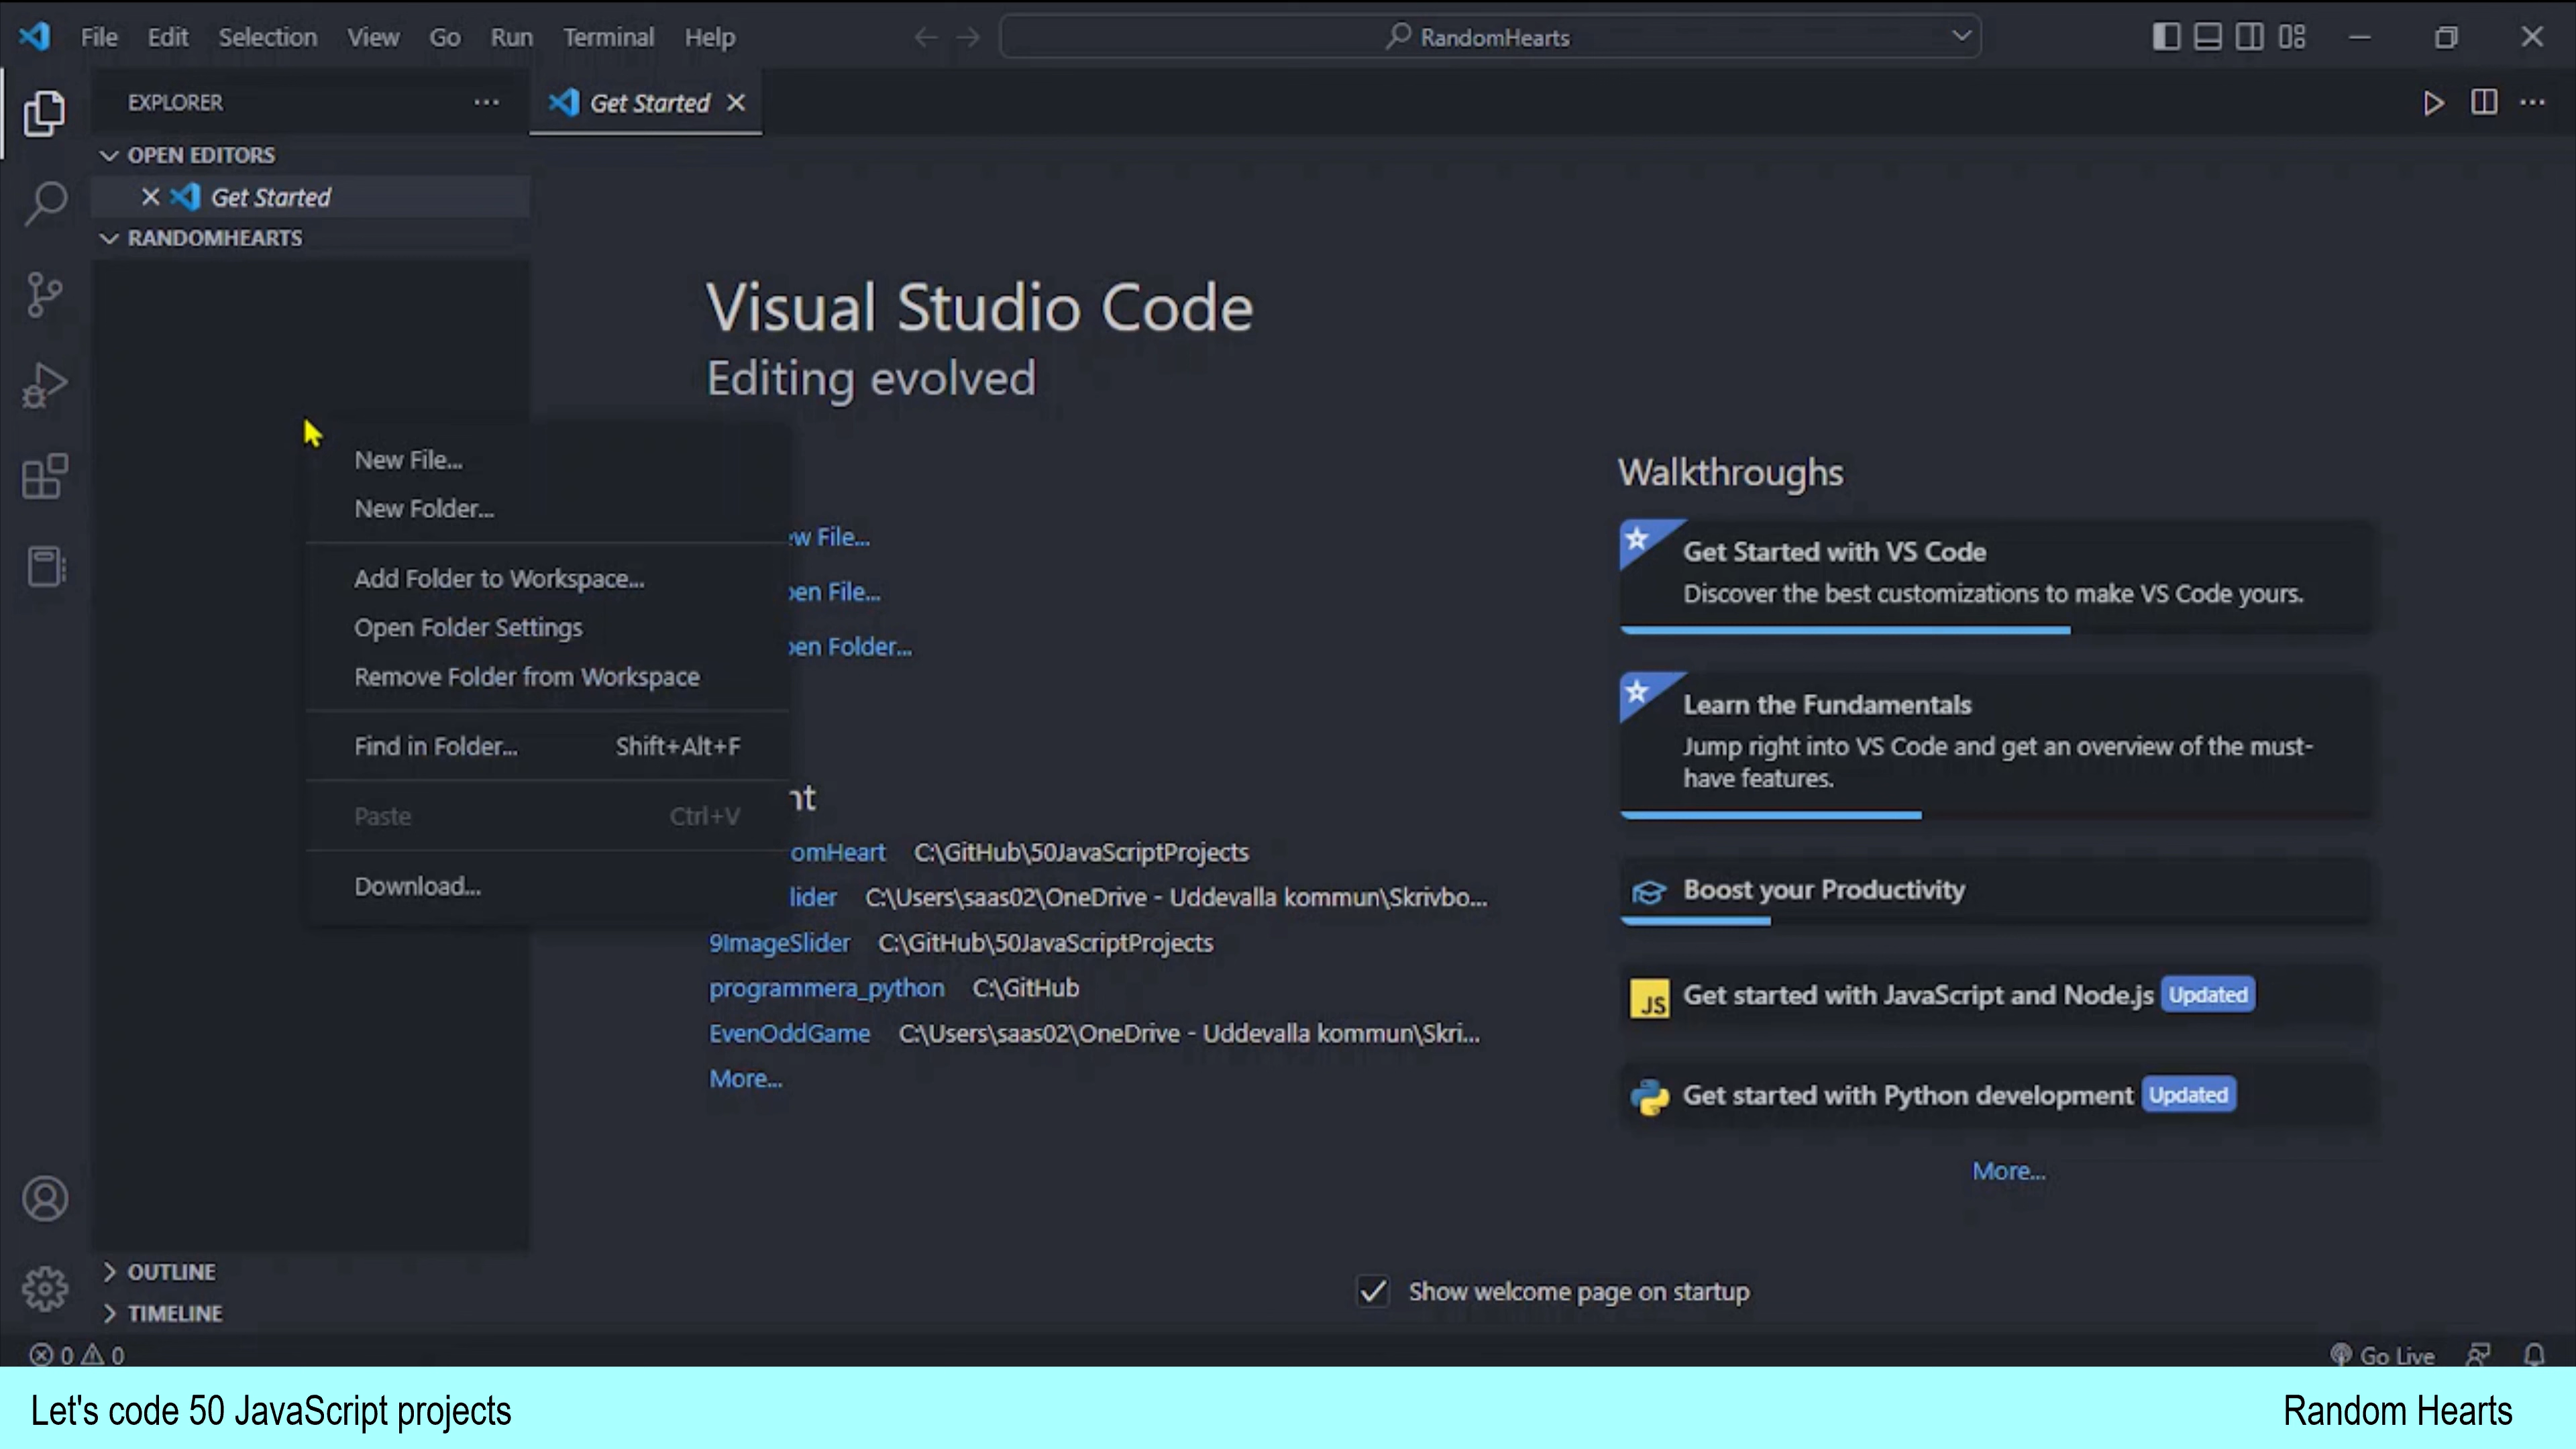 File Edit Selection View Go Run Terminal Help
RandomHearts
EXPLORER
Get Started
OPEN EDITORS
Get Started
RANDOMHEARTS
Visual Studio Code
Editing evolved
New File...
New Folder...
Add Folder to Workspace...
Open Folder Settings
Remove Folder from Workspace
Find in Folder... Shift+Alt+F
Paste Ctrl+V
Download...
ew File...
pen File...
pen Folder...
nt
omHeart C:\GitHub\50JavaScriptProjects
lider C:\Users\saas02\OneDrive - Uddevalla kommun\Skrivbo...
9ImageSlider C:\GitHub\50JavaScriptProjects
programmera_python C:\GitHub
EvenOddGame C:\Users\saas02\OneDrive - Uddevalla kommun\Skri...
More...
Walkthroughs
Get Started with VS Code
Discover the best customizations to make VS Code yours.
Learn the Fundamentals
Jump right into VS Code and get an overview of the must-
have features.
Boost your Productivity
JS Get started with JavaScript and Node.js Updated
Get started with Python development Updated
More...
OUTLINE
TIMELINE
Show welcome page on startup
0 0
Go Live
Let's code 50 JavaScript projects
Random Hearts